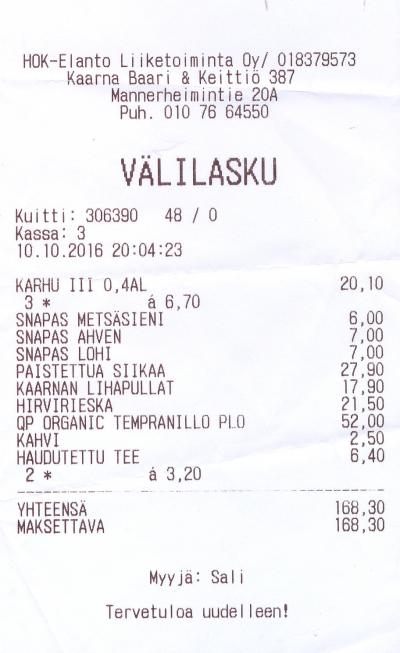 HOK-Elanto Liiketoiminta Oy/ 018379573
Kaarna Baari & Keittiö 387
Mannerheimintie 20A
Puh. 010 76 64550
VÄLILASKU
Kuitti: 306390 48 / 0
Kassa: 3
10.10.2016 20:04:23
KARHU III 0,4AL 20,10
3 * á 6,70
SNAPAS METSÄSIENI 6,00
SNAPAS AHVEN 7,00
SNAPAS LOHI 7,00
PAISTETTUA SIIKAA 27,90
KAARNAN LIHAPULLAT 17,90
HIRVIRIESKA 21,50
QP ORGANIC TEMPRANILLO PLO 52,00
KAHVI 2,50
HAUDUTETTU TEE 6,40
2 * á 3,20
YHTEENSÄ 168,30
MAKSETTAVA 168,30
Myyjä: Sali
Tervetuloa uudelleen!